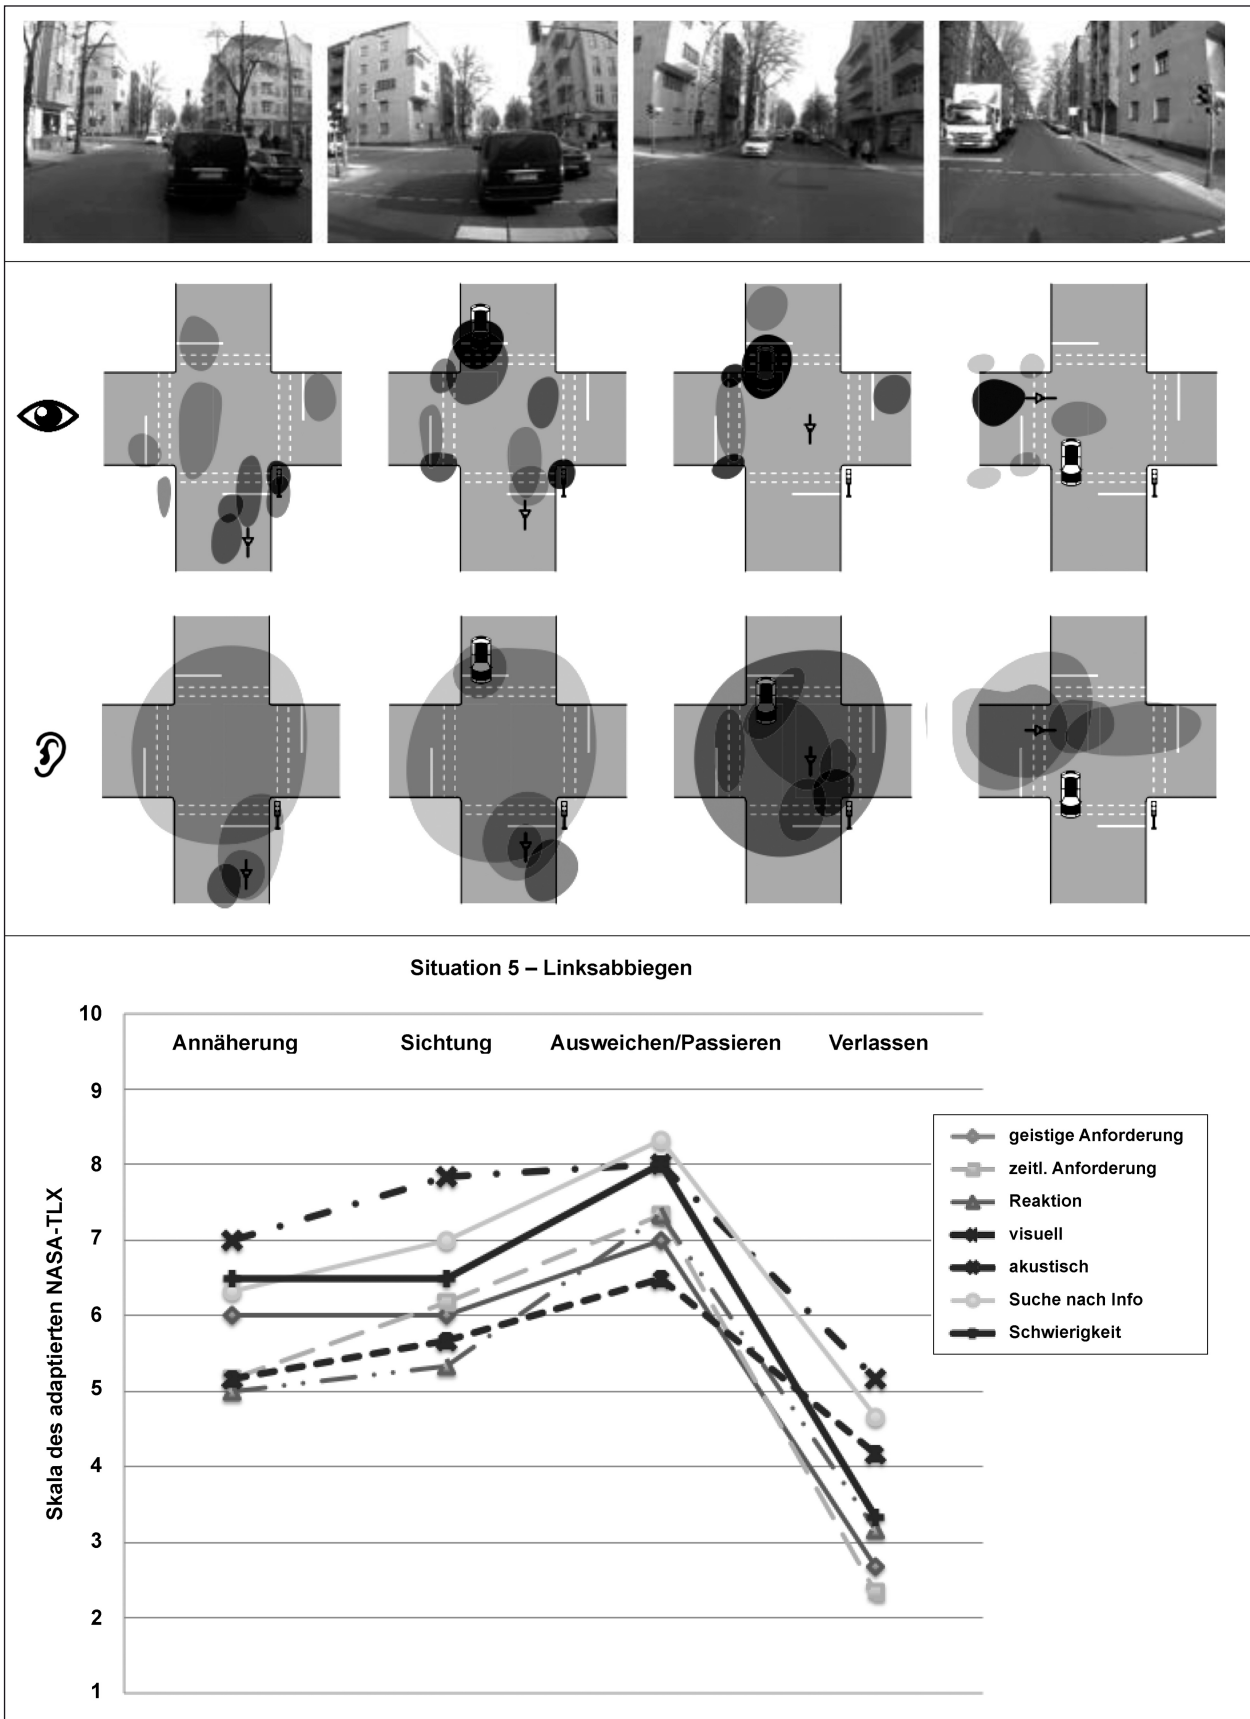 Situation 5 – Linksabbiegen
10
Annäherung
Sichtung
Ausweichen/Passieren
Verlassen
9
8
7
6
5
4
3
2
1
Skala des adaptierten NASA-TLX
geistige Anforderung
zeitl. Anforderung
Reaktion
visuell
akustisch
Suche nach Info
Schwierigkeit